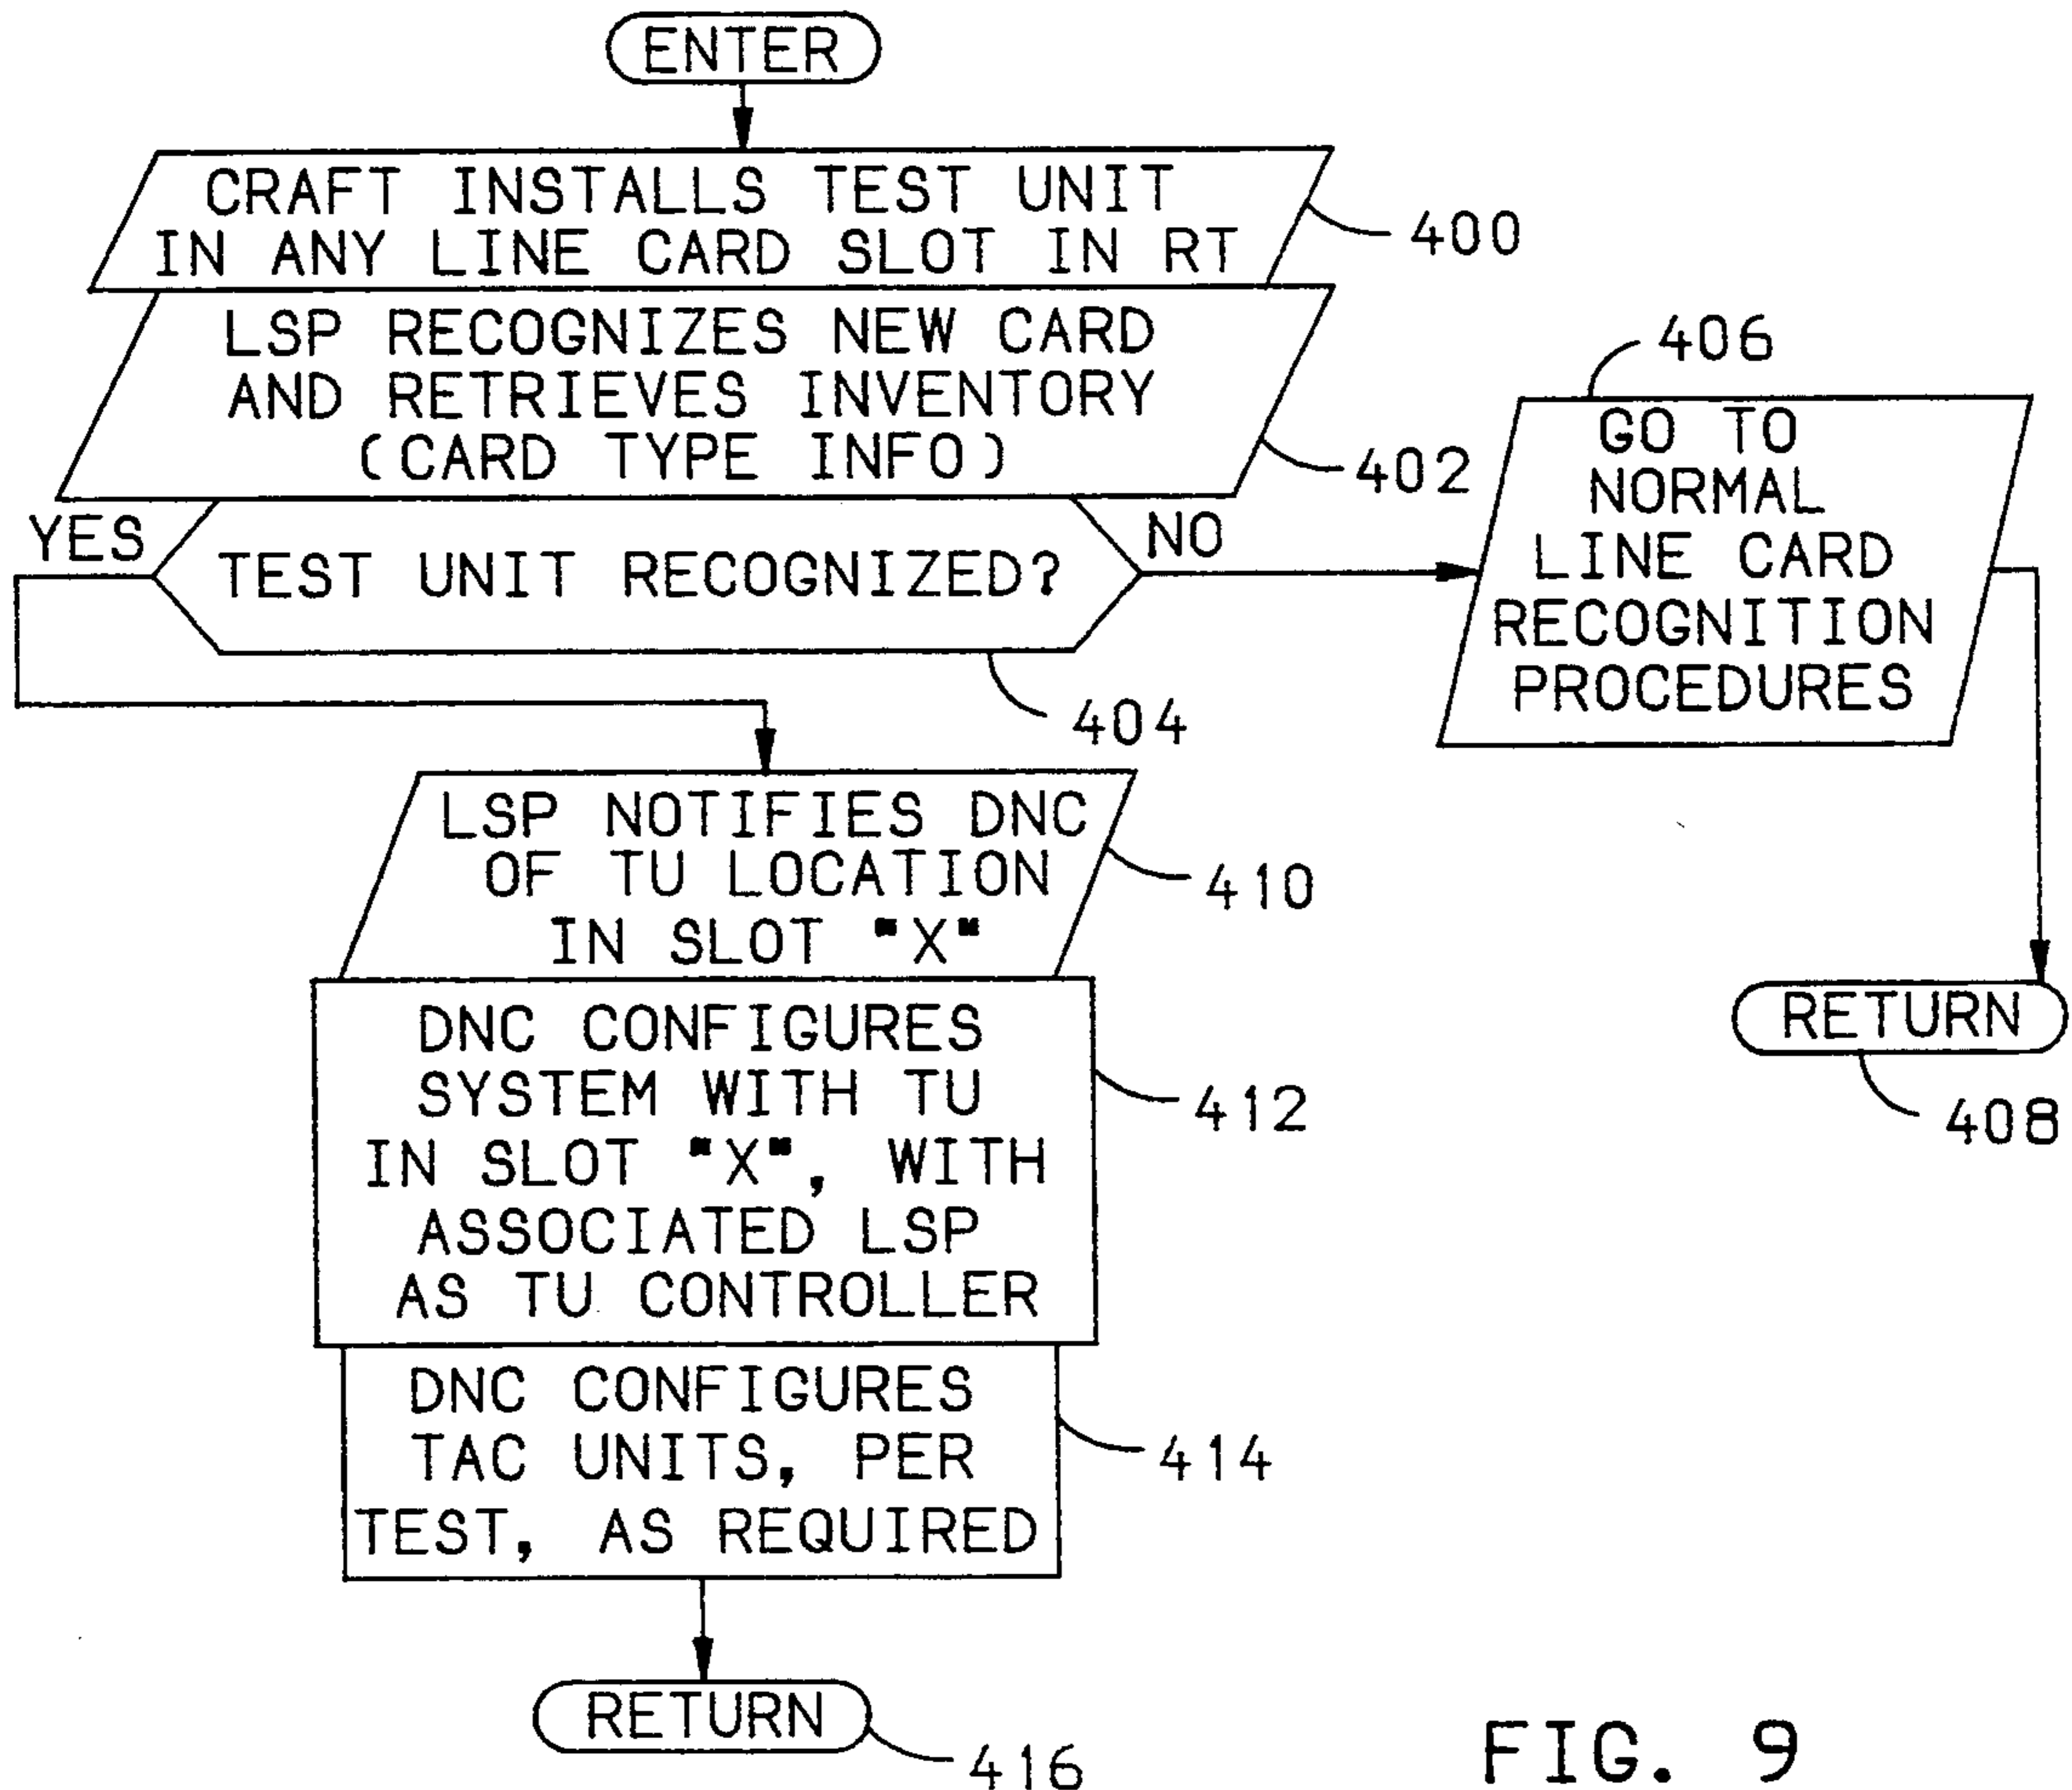 ENTER
CRAFT INSTALLS TEST UNIT
IN ANY LINE CARD SLOT IN RT
400
LSP RECOGNIZES NEW CARD
AND RETRIEVES INVENTORY
(CARD TYPE INFO)
402
YES
TEST UNIT RECOGNIZED?
NO
404
406
GO TO
NORMAL
LINE CARD
RECOGNITION
PROCEDURES
RETURN
408
LSP NOTIFIES DNC
OF TU LOCATION
IN SLOT "X"
410
DNC CONFIGURES
SYSTEM WITH TU
IN SLOT "X", WITH
ASSOCIATED LSP
AS TU CONTROLLER
412
DNC CONFIGURES
TAC UNITS, PER
TEST, AS REQUIRED
414
RETURN
416
FIG. 9